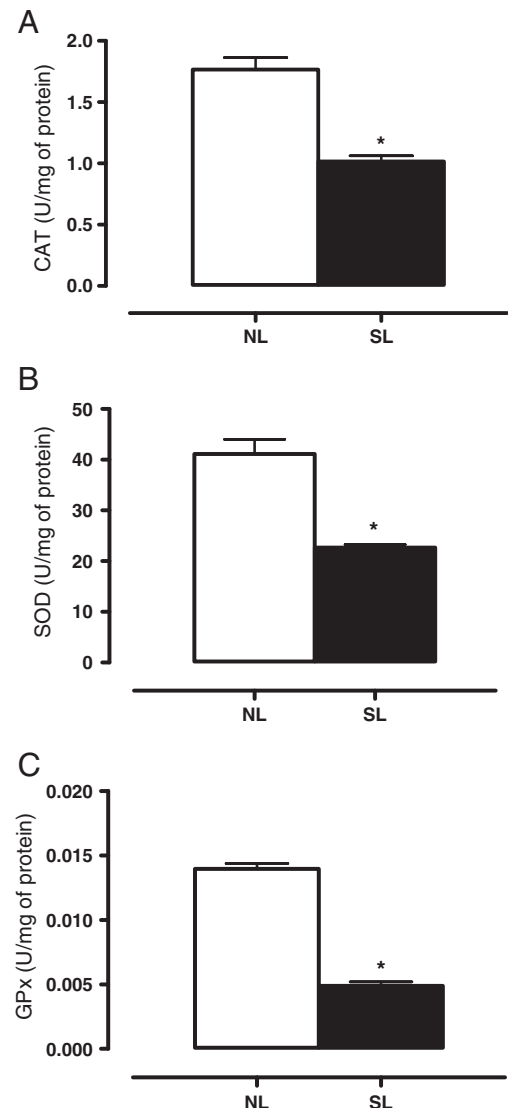 A
CAT (U/mg of protein)
2.0
1.5
1.0
0.5
0.0
*
NL SL
B
SOD (U/mg of protein)
50
40
30
20
10
0
*
NL SL
C
GPx (U/mg of protein)
0.020
0.015
0.010
0.005
0.000
*
NL SL